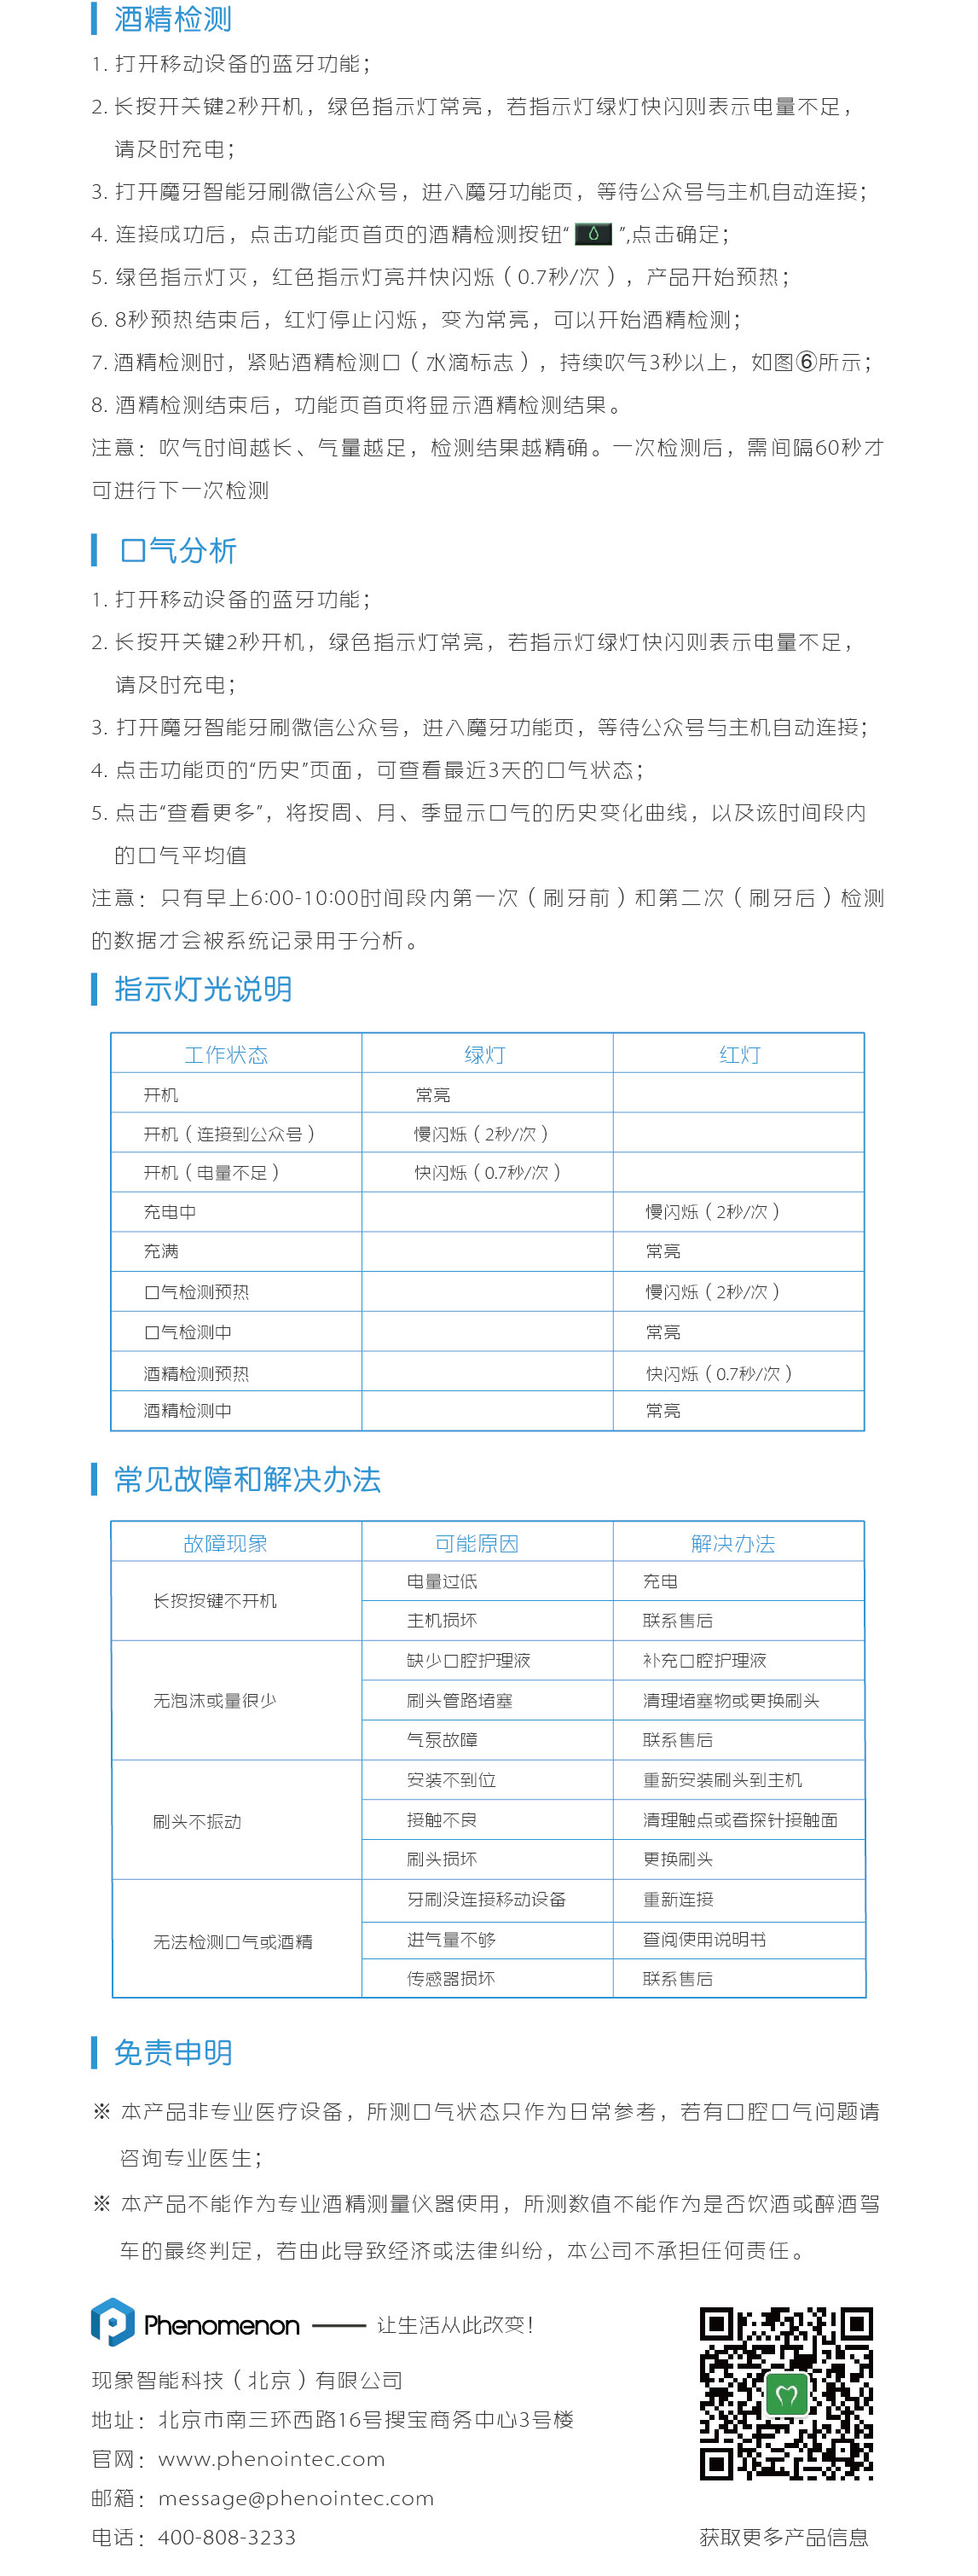 酒精检测
1. 打开移动设备的蓝牙功能；
2. 长按开关键2秒开机，绿色指示灯常亮，若指示灯绿灯快闪则表示电量不足，
请及时充电；
3. 打开魔牙智能牙刷微信公众号，进入魔牙功能页，等待公众号与主机自动连接；
4. 连接成功后，点击功能页首页的酒精检测按钮“ ”,点击确定；
5. 绿色指示灯灭，红色指示灯亮并快闪烁（0.7秒/次），产品开始预热；
6. 8秒预热结束后，红灯停止闪烁，变为常亮，可以开始酒精检测；
7. 酒精检测时，紧贴酒精检测口（水滴标志），持续吹气3秒以上，如图⑥所示；
8. 酒精检测结束后，功能页首页将显示酒精检测结果。
注意：吹气时间越长、气量越足，检测结果越精确。一次检测后，需间隔60秒才
可进行下一次检测
口气分析
1. 打开移动设备的蓝牙功能；
2. 长按开关键2秒开机，绿色指示灯常亮，若指示灯绿灯快闪则表示电量不足，
请及时充电；
3. 打开魔牙智能牙刷微信公众号，进入魔牙功能页，等待公众号与主机自动连接；
4. 点击功能页的“历史”页面，可查看最近3天的口气状态；
5. 点击“查看更多”，将按周、月、季显示口气的历史变化曲线，以及该时间段内
的口气平均值
注意：只有早上6:00-10:00时间段内第一次（刷牙前）和第二次（刷牙后）检测
的数据才会被系统记录用于分析。
指示灯光说明
工作状态 绿灯 红灯
开机 常亮
开机（连接到公众号） 慢闪烁（2秒/次）
开机（电量不足） 快闪烁（0.7秒/次）
充电中 慢闪烁（2秒/次）
充满 常亮
口气检测预热 慢闪烁（2秒/次）
口气检测中 常亮
酒精检测预热 快闪烁（0.7秒/次）
酒精检测中 常亮
常见故障和解决办法
故障现象 可能原因 解决办法
长按按键不开机 电量过低 充电
主机损坏 联系售后
无泡沫或量很少 缺少口腔护理液 补充口腔护理液
刷头管路堵塞 清理堵塞物或更换刷头
气泵故障 联系售后
刷头不振动 安装不到位 重新安装刷头到主机
接触不良 清理触点或者探针接触面
刷头损坏 更换刷头
无法检测口气或酒精 牙刷没连接移动设备 重新连接
进气量不够 查阅使用说明书
传感器损坏 联系售后
免责申明
※ 本产品非专业医疗设备，所测口气状态只作为日常参考，若有口腔口气问题请
咨询专业医生；
※ 本产品不能作为专业酒精测量仪器使用，所测数值不能作为是否饮酒或醉酒驾
车的最终判定，若由此导致经济或法律纠纷，本公司不承担任何责任。
Phenomenon —— 让生活从此改变！
现象智能科技（北京）有限公司
地址：北京市南三环西路16号搜宝商务中心3号楼
官网：www.phenointec.com
邮箱：message@phenointec.com
电话：400-808-3233
获取更多产品信息